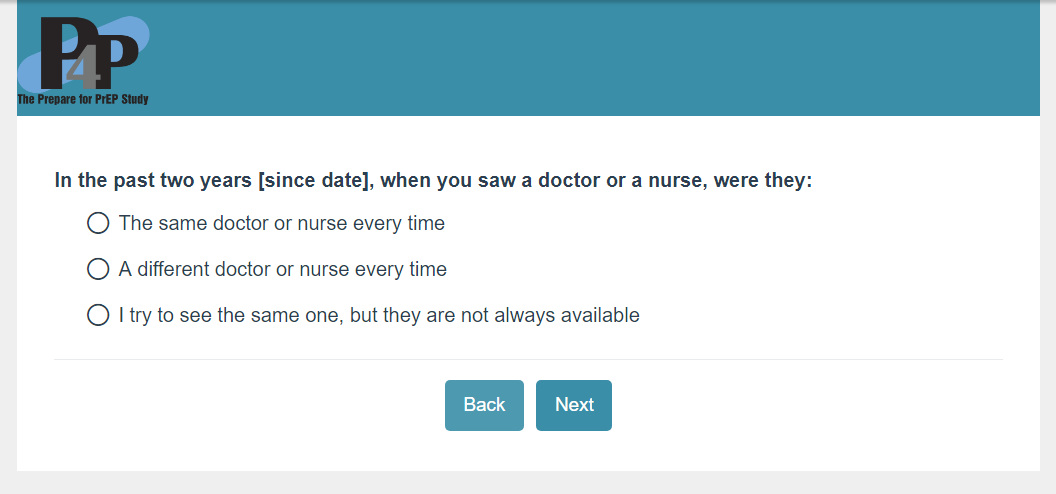 P4P
The Prepare for PrEP Study
In the past two years [since date], when you saw a doctor or a nurse, were they:
The same doctor or nurse every time
A different doctor or nurse every time
I try to see the same one, but they are not always available
Back Next